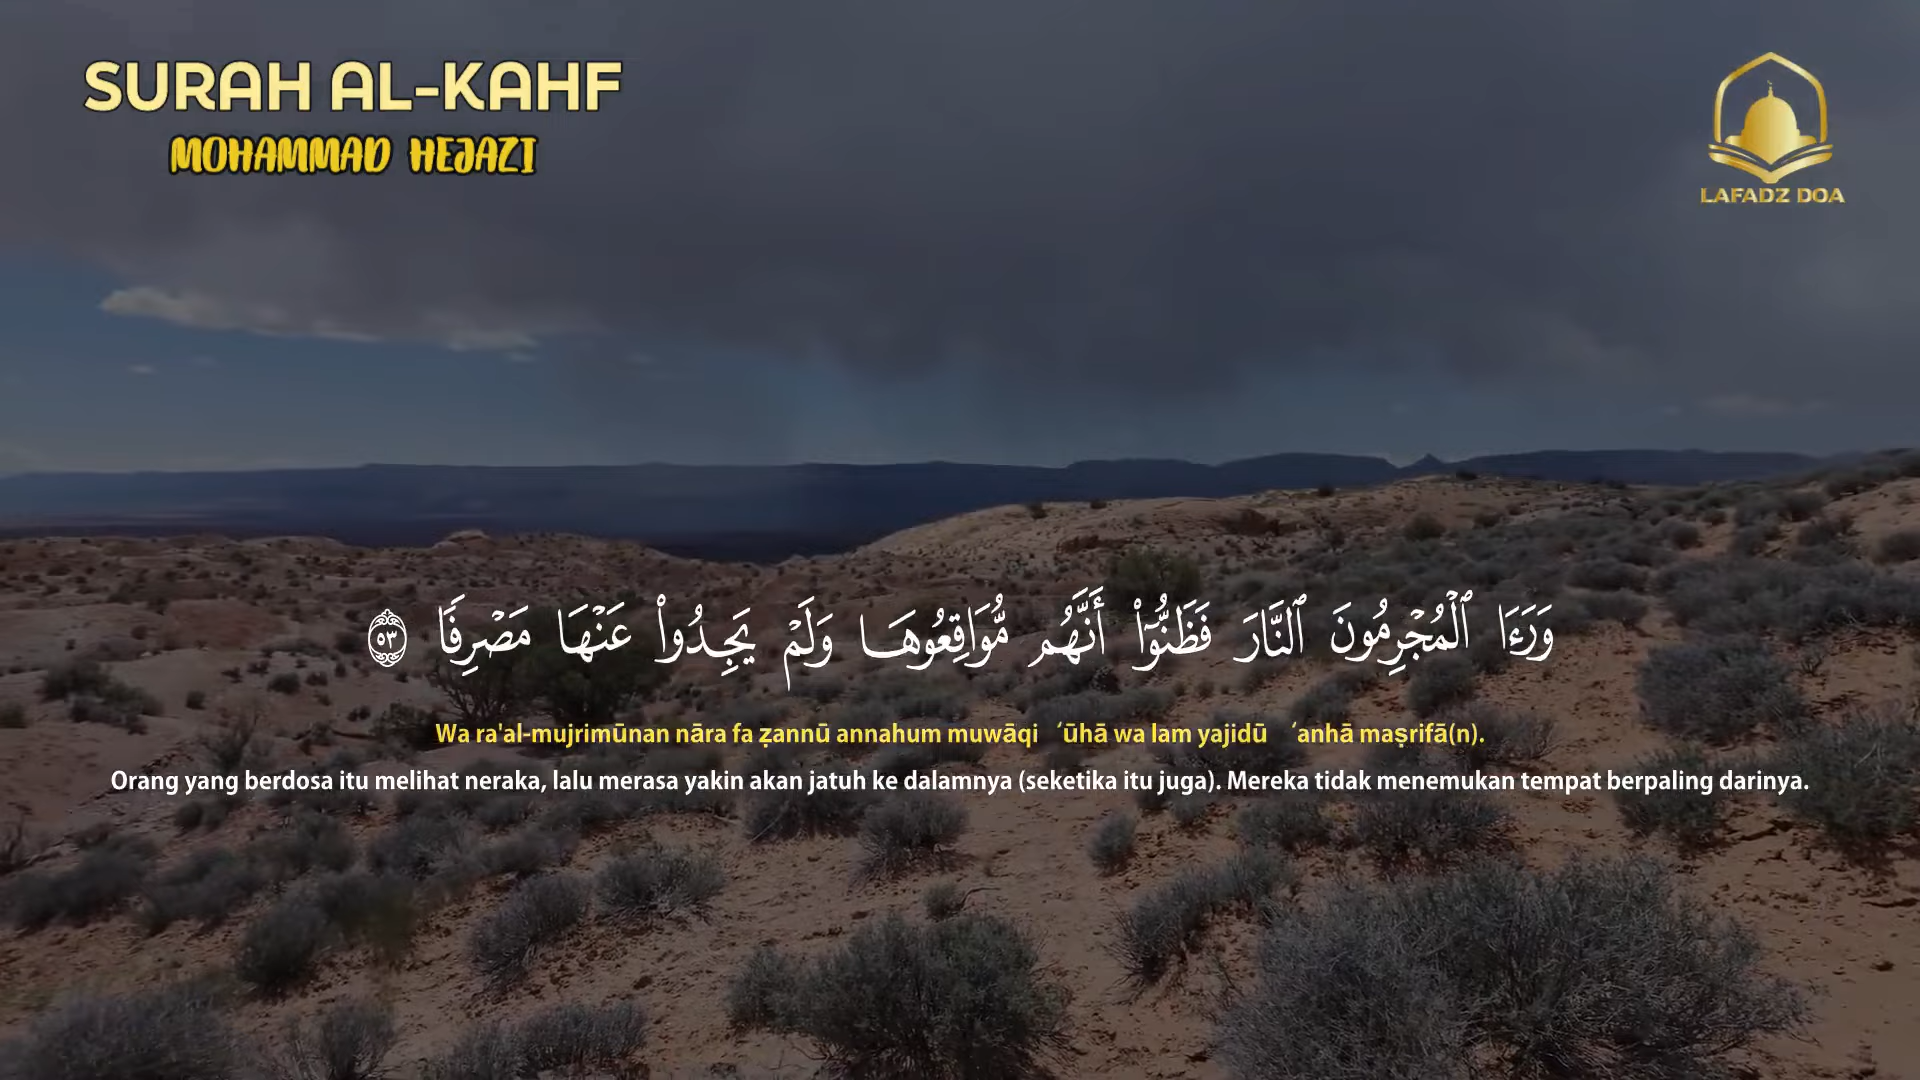 SURAH AL-KAHF
MOHAMMAD HEJAZI
LAFADZ DOA
وَرَءَا ٱلْمُجْرِمُونَ ٱلنَّارَ فَظَنُّوٓا۟ أَنَّهُم مُّوَاقِعُوهَا وَلَمْ يَجِدُوا۟ عَنْهَا مَصْرِفًا ٥٣
Wa ra'al-mujrimūnan nāra fa ẓannū annahum muwāqi ‘ūhā wa lam yajidū ‘anhā maṣrifā(n).
Orang yang berdosa itu melihat neraka, lalu merasa yakin akan jatuh ke dalamnya (seketika itu juga). Mereka tidak menemukan tempat berpaling darinya.